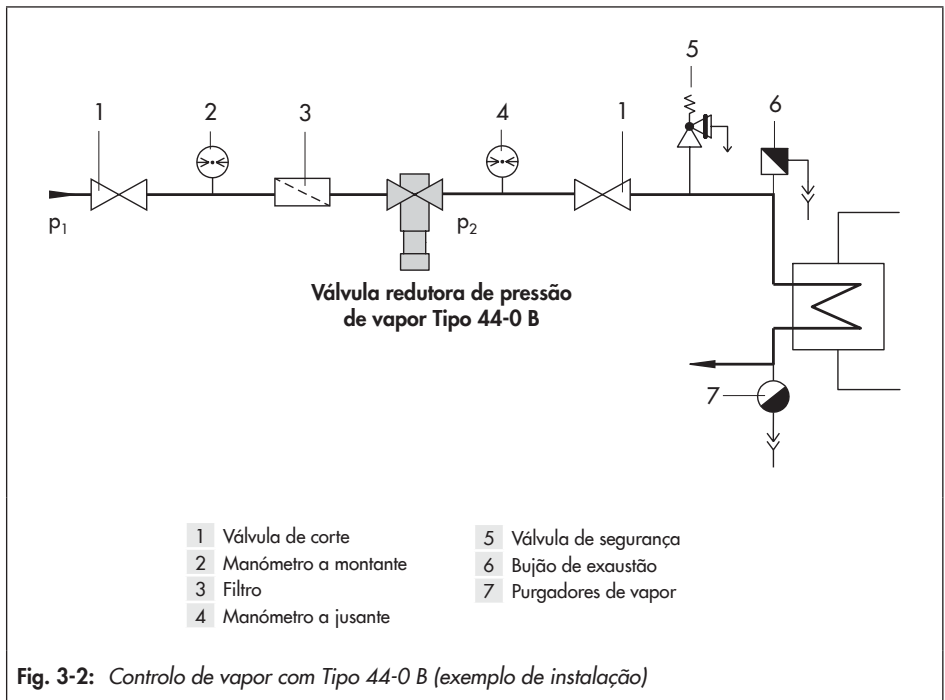 5
1
2
3
4
1
6
p1
p2
Válvula redutora de pressão
de vapor Tipo 44-0 B
7
1 Válvula de corte
2 Manómetro a montante
3 Filtro
4 Manómetro a jusante
5 Válvula de segurança
6 Bujão de exaustão
7 Purgadores de vapor
Fig. 3-2: Controlo de vapor com Tipo 44-0 B (exemplo de instalação)